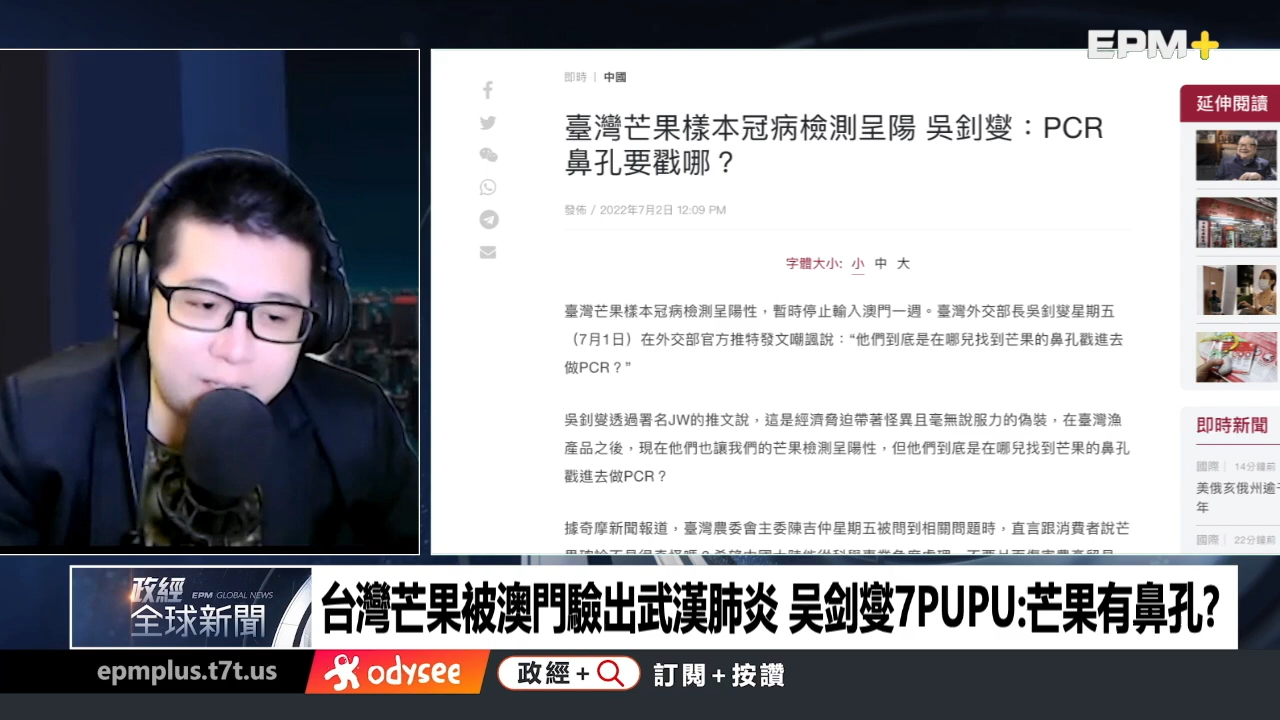 EPM+
即時 | 中國
臺灣芒果樣本冠病檢測呈陽 吳釗燮：PCR
鼻孔要戳哪？
發佈 / 2022年7月2日 12:09 PM
字體大小: 小 中 大
臺灣芒果樣本冠病檢測呈陽性，暫時停止輸入澳門一週。臺灣外交部長吳釗燮星期五
（7月1日）在外交部官方推特發文嘲諷說：“他們到底是在哪兒找到芒果的鼻孔戳進去
做PCR？”
吳釗燮透過署名JW的推文說，這是經濟脅迫帶著怪異且毫無說服力的偽裝，在臺灣漁
產品之後，現在他們也讓我們的芒果檢測呈陽性，但他們到底是在哪兒找到芒果的鼻孔
戳進去做PCR？
據奇摩新聞報道，臺灣農委會主委陳吉仲星期五被問到相關問題時，直言跟消費者說芒
延伸閱讀
即時新聞
國際 | 14分鐘前
美俄亥俄州逾
年
國際 | 22分鐘前
政經
EPM GLOBAL NEWS
全球新聞
台灣芒果被澳門驗出武漢肺炎 吳剑燮7PUPU:芒果有鼻孔?
epmplus.t7t.us
odysee
政經+
訂閱+按讚